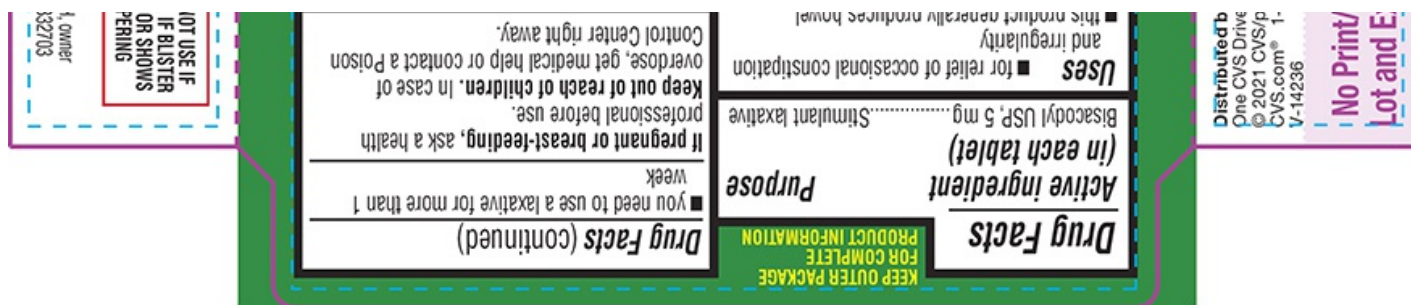 KEEP OUTER PACKAGE
FOR COMPLETE
PRODUCT INFORMATION
Drug Facts
Active ingredient
(in each tablet)
Purpose
Bisacodyl USP, 5 mg..................Stimulant laxative
Uses ■ for relief of occasional constipation
and irregularity
■ this product generally produces bowel
Drug Facts (continued)
■ you need to use a laxative for more than 1
week
If pregnant or breast-feeding, ask a health
professional before use.
Keep out of reach of children. In case of
overdose, get medical help or contact a Poison
Control Center right away.
NOT USE IF
IF BLISTER
OR SHOWS
PERING
, owner
332703
Distributed b
One CVS Drive
© 2021 CVS/p
CVS.com® 1-
V-14236
No Print/
Lot and E